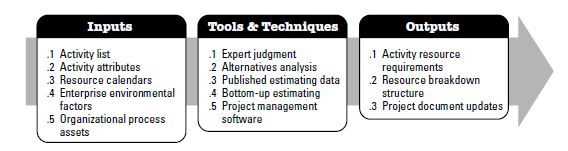 Inputs
.1 Activity list
.2 Activity attributes
.3 Resource calendars
.4 Enterprise environmental
factors
.5 Organizational process
assets
Tools & Techniques
.1 Expert judgment
.2 Alternatives analysis
.3 Published estimating data
.4 Bottom-up estimating
.5 Project management
software
Outputs
.1 Activity resource
requirements
.2 Resource breakdown
structure
.3 Project document updates